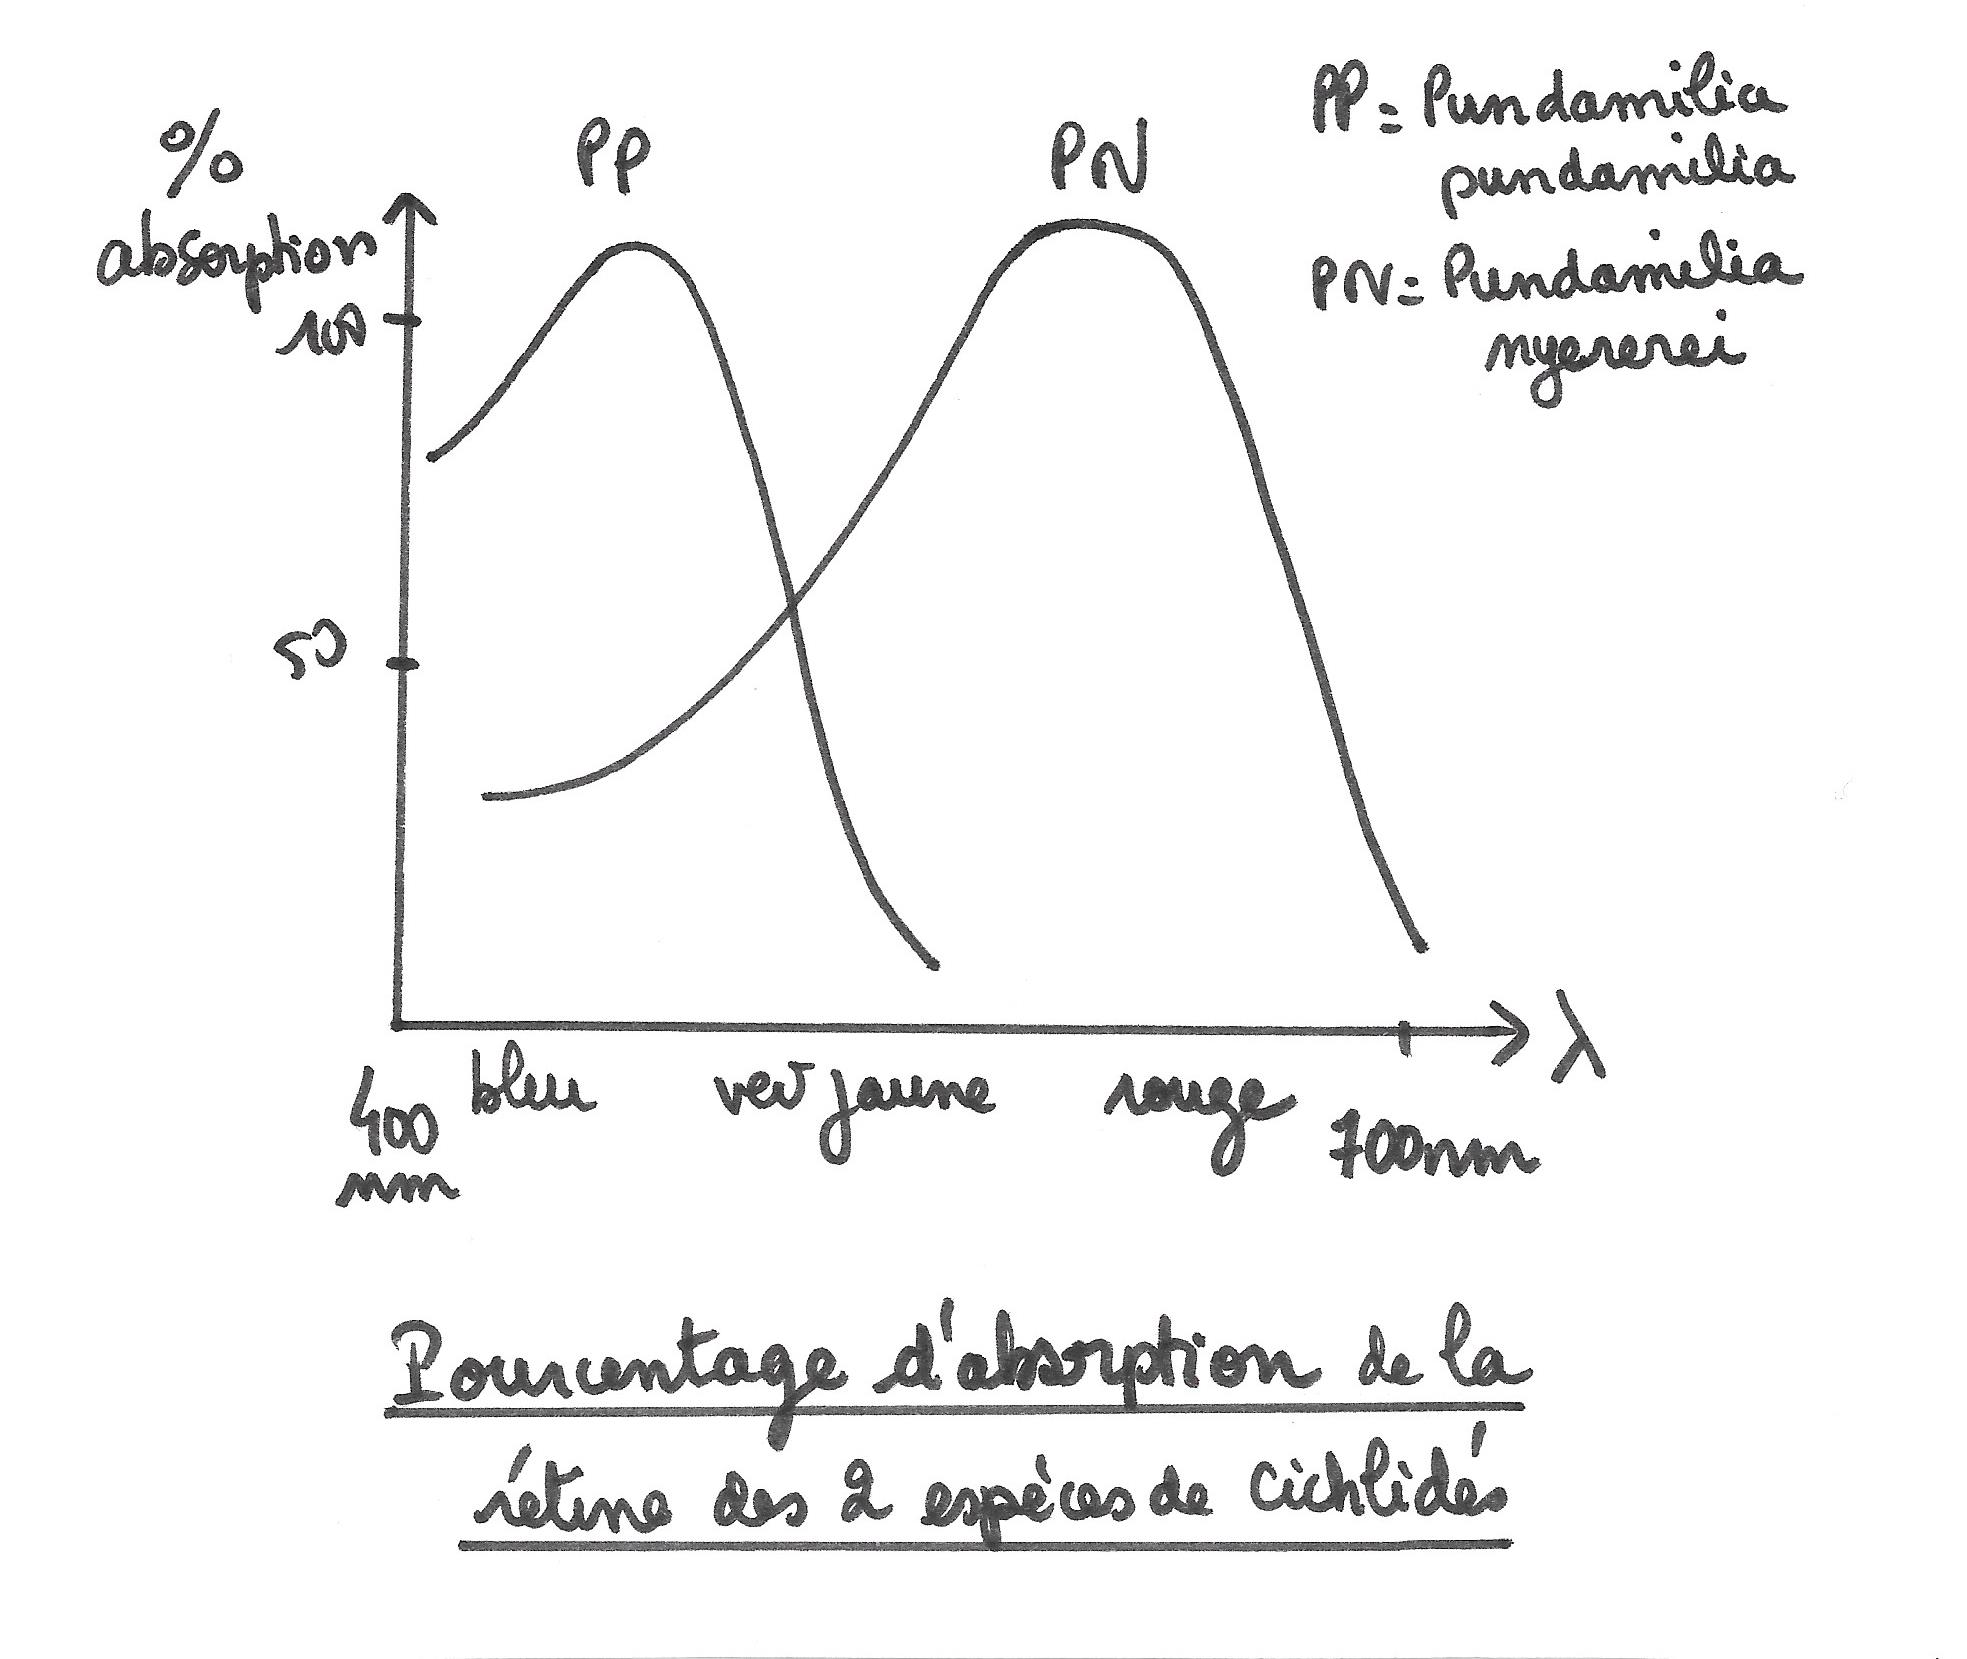 %
absorption
100
50
PP
PN
PP = Pundamilia
pundamilia
PN = Pundamilia
nyererei
400
nm
bleu
vert
jaune
rouge
700nm
λ
Pourcentage d'absorption de la
rétine des 2 espèces de Cichlidés